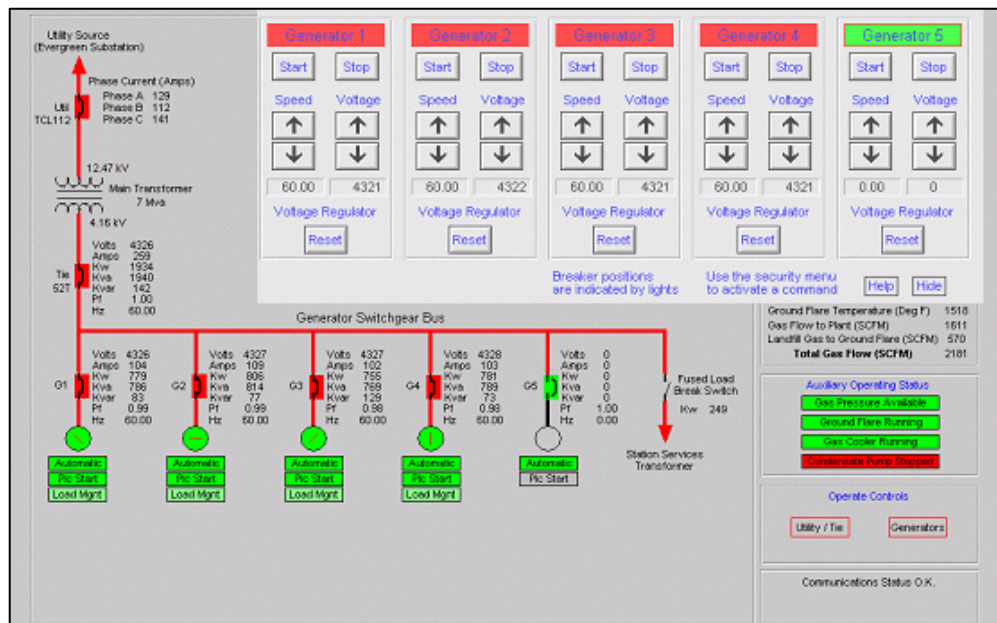 Utility Source
(Evergreen Substation)
Phase Current (Amps)
Phase A 129
Phase B 112
Phase C 141
Util
TCL112
12.47 kV
Main Transformer
7 Mva
4.16 kV
Volts 4326
Amps 259
Kw 1934
Kva 1940
Kvar 142
Pf 1.00
Hz 60.00
Tie
52T
Generator 1
Start Stop
Speed Voltage
60.00 4321
Voltage Regulator
Reset
Generator 2
Start Stop
Speed Voltage
60.00 4322
Voltage Regulator
Reset
Generator 3
Start Stop
Speed Voltage
60.00 4321
Voltage Regulator
Reset
Generator 4
Start Stop
Speed Voltage
60.00 4321
Voltage Regulator
Reset
Generator 5
Start Stop
Speed Voltage
0.00 0
Voltage Regulator
Reset
Breaker positions
are indicated by lights
Use the security menu
to activate a command
Help Hide
Generator Switchgear Bus
G1
Volts 4326
Amps 104
Kw 779
Kva 786
Kvar 83
Pf 0.99
Hz 60.00
Automatic
Plc Start
Load Mgnt
G2
Volts 4327
Amps 109
Kw 806
Kva 814
Kvar 77
Pf 0.99
Hz 60.00
Automatic
Plc Start
Load Mgnt
G3
Volts 4327
Amps 102
Kw 755
Kva 769
Kvar 129
Pf 0.98
Hz 60.00
Automatic
Plc Start
Load Mgnt
G4
Volts 4328
Amps 103
Kw 781
Kva 789
Kvar 73
Pf 0.98
Hz 60.00
Automatic
Plc Start
Load Mgnt
G5
Volts 0
Amps 0
Kw 0
Kva 0
Kvar 0
Pf 1.00
Hz 0.00
Automatic
Plc Start
Fused Load
Break Switch
Kw 249
Station Services
Transformer
Ground Flare Temperature (Deg F) 1518
Gas Flow to Plant (SCFM) 1611
Landfill Gas to Ground Flare (SCFM) 570
Total Gas Flow (SCFM) 2181
Auxiliary Operating Status
Gas Pressure Available
Ground Flare Running
Gas Cooler Running
Condensate Pump Stopped
Operate Controls
Utility / Tie Generators
Communications Status O.K.